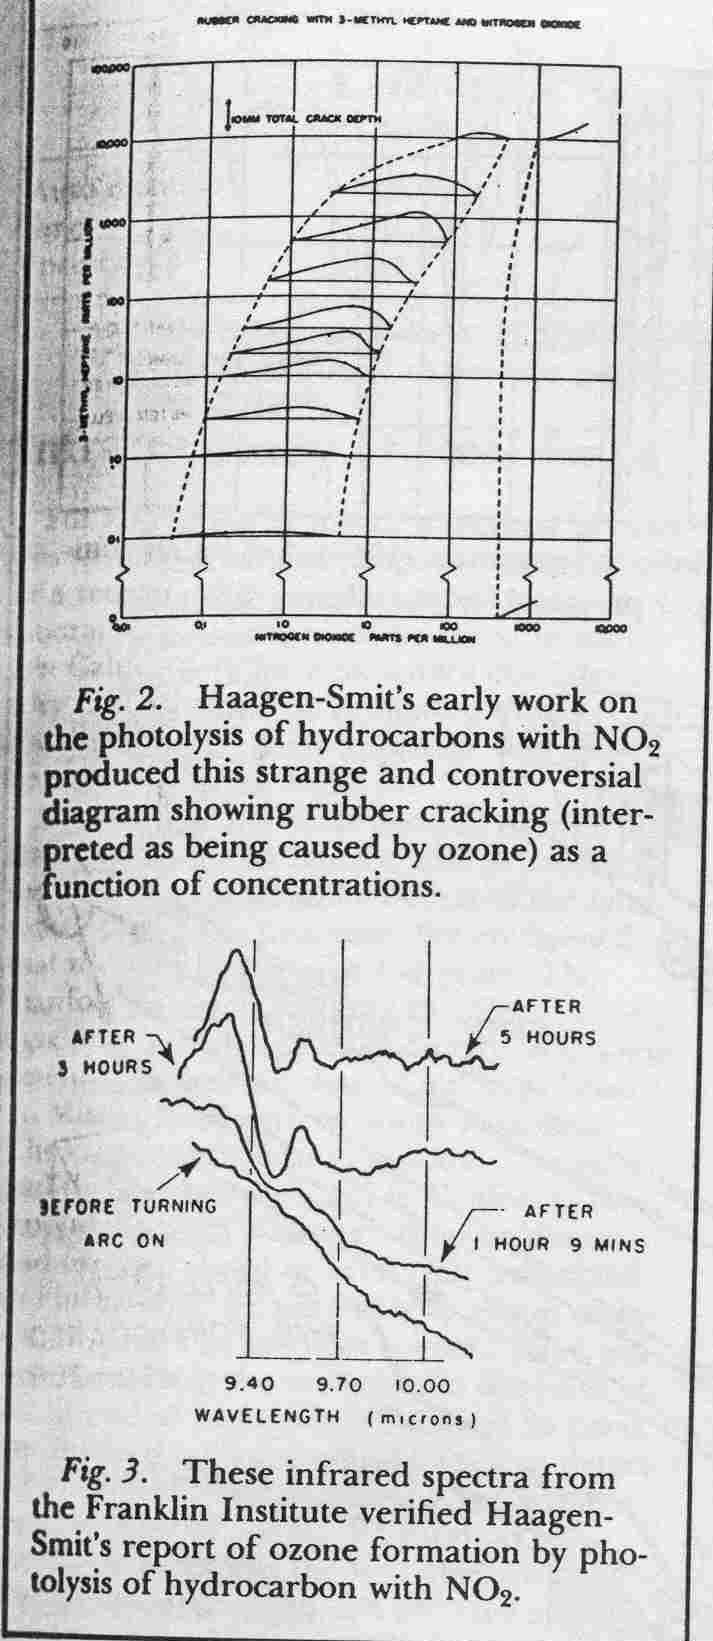 RUBBER CRACKING WITH 3-METHYL HEPTANE AND NITROGEN DIOXIDE
100,000
10MM TOTAL CRACK DEPTH
10,000
1,000
100
10
1.0
0.1
0
3-METHYL HEPTANE, PARTS PER MILLION
0.01 0.1 1.0 10 100 1000 10,000
NITROGEN DIOXIDE PARTS PER MILLION
Fig. 2. Haagen-Smit's early work on
the photolysis of hydrocarbons with NO₂
produced this strange and controversial
diagram showing rubber cracking (inter-
preted as being caused by ozone) as a
function of concentrations.
AFTER
5 HOURS
AFTER
3 HOURS
BEFORE TURNING
ARC ON
AFTER
1 HOUR 9 MINS
9.40 9.70 10.00
WAVELENGTH (microns)
Fig. 3. These infrared spectra from
the Franklin Institute verified Haagen-
Smit's report of ozone formation by pho-
tolysis of hydrocarbon with NO₂.